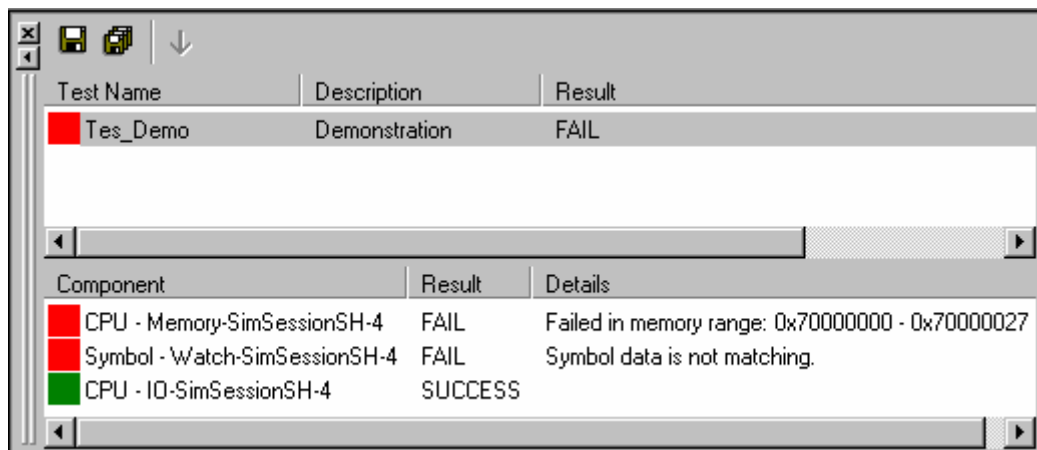 Test Name Description Result
Tes_Demo Demonstration FAIL
Component Result Details
CPU - Memory-SimSessionSH-4 FAIL Failed in memory range: 0x70000000 - 0x70000027
Symbol - Watch-SimSessionSH-4 FAIL Symbol data is not matching.
CPU - IO-SimSessionSH-4 SUCCESS